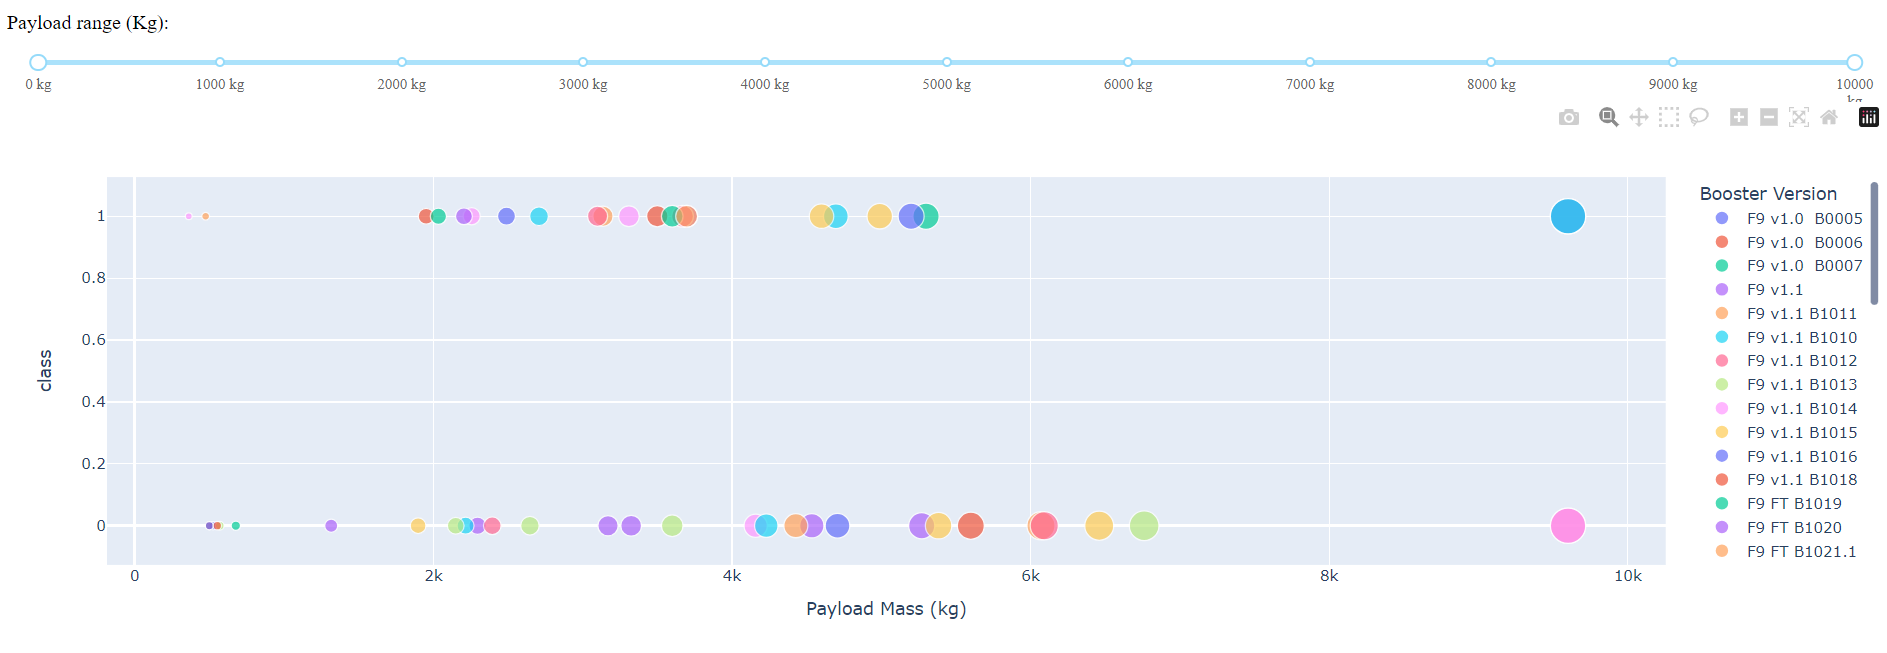 Payload range (Kg):
0 kg 1000 kg 2000 kg 3000 kg 4000 kg 5000 kg 6000 kg 7000 kg 8000 kg 9000 kg 10000
kg
Booster Version
F9 v1.0  B0005
F9 v1.0  B0006
F9 v1.0  B0007
F9 v1.1
F9 v1.1 B1011
F9 v1.1 B1010
F9 v1.1 B1012
F9 v1.1 B1013
F9 v1.1 B1014
F9 v1.1 B1015
F9 v1.1 B1016
F9 v1.1 B1018
F9 FT B1019
F9 FT B1020
F9 FT B1021.1
1
0.8
0.6
0.4
0.2
0
class
0 2k 4k 6k 8k 10k
Payload Mass (kg)